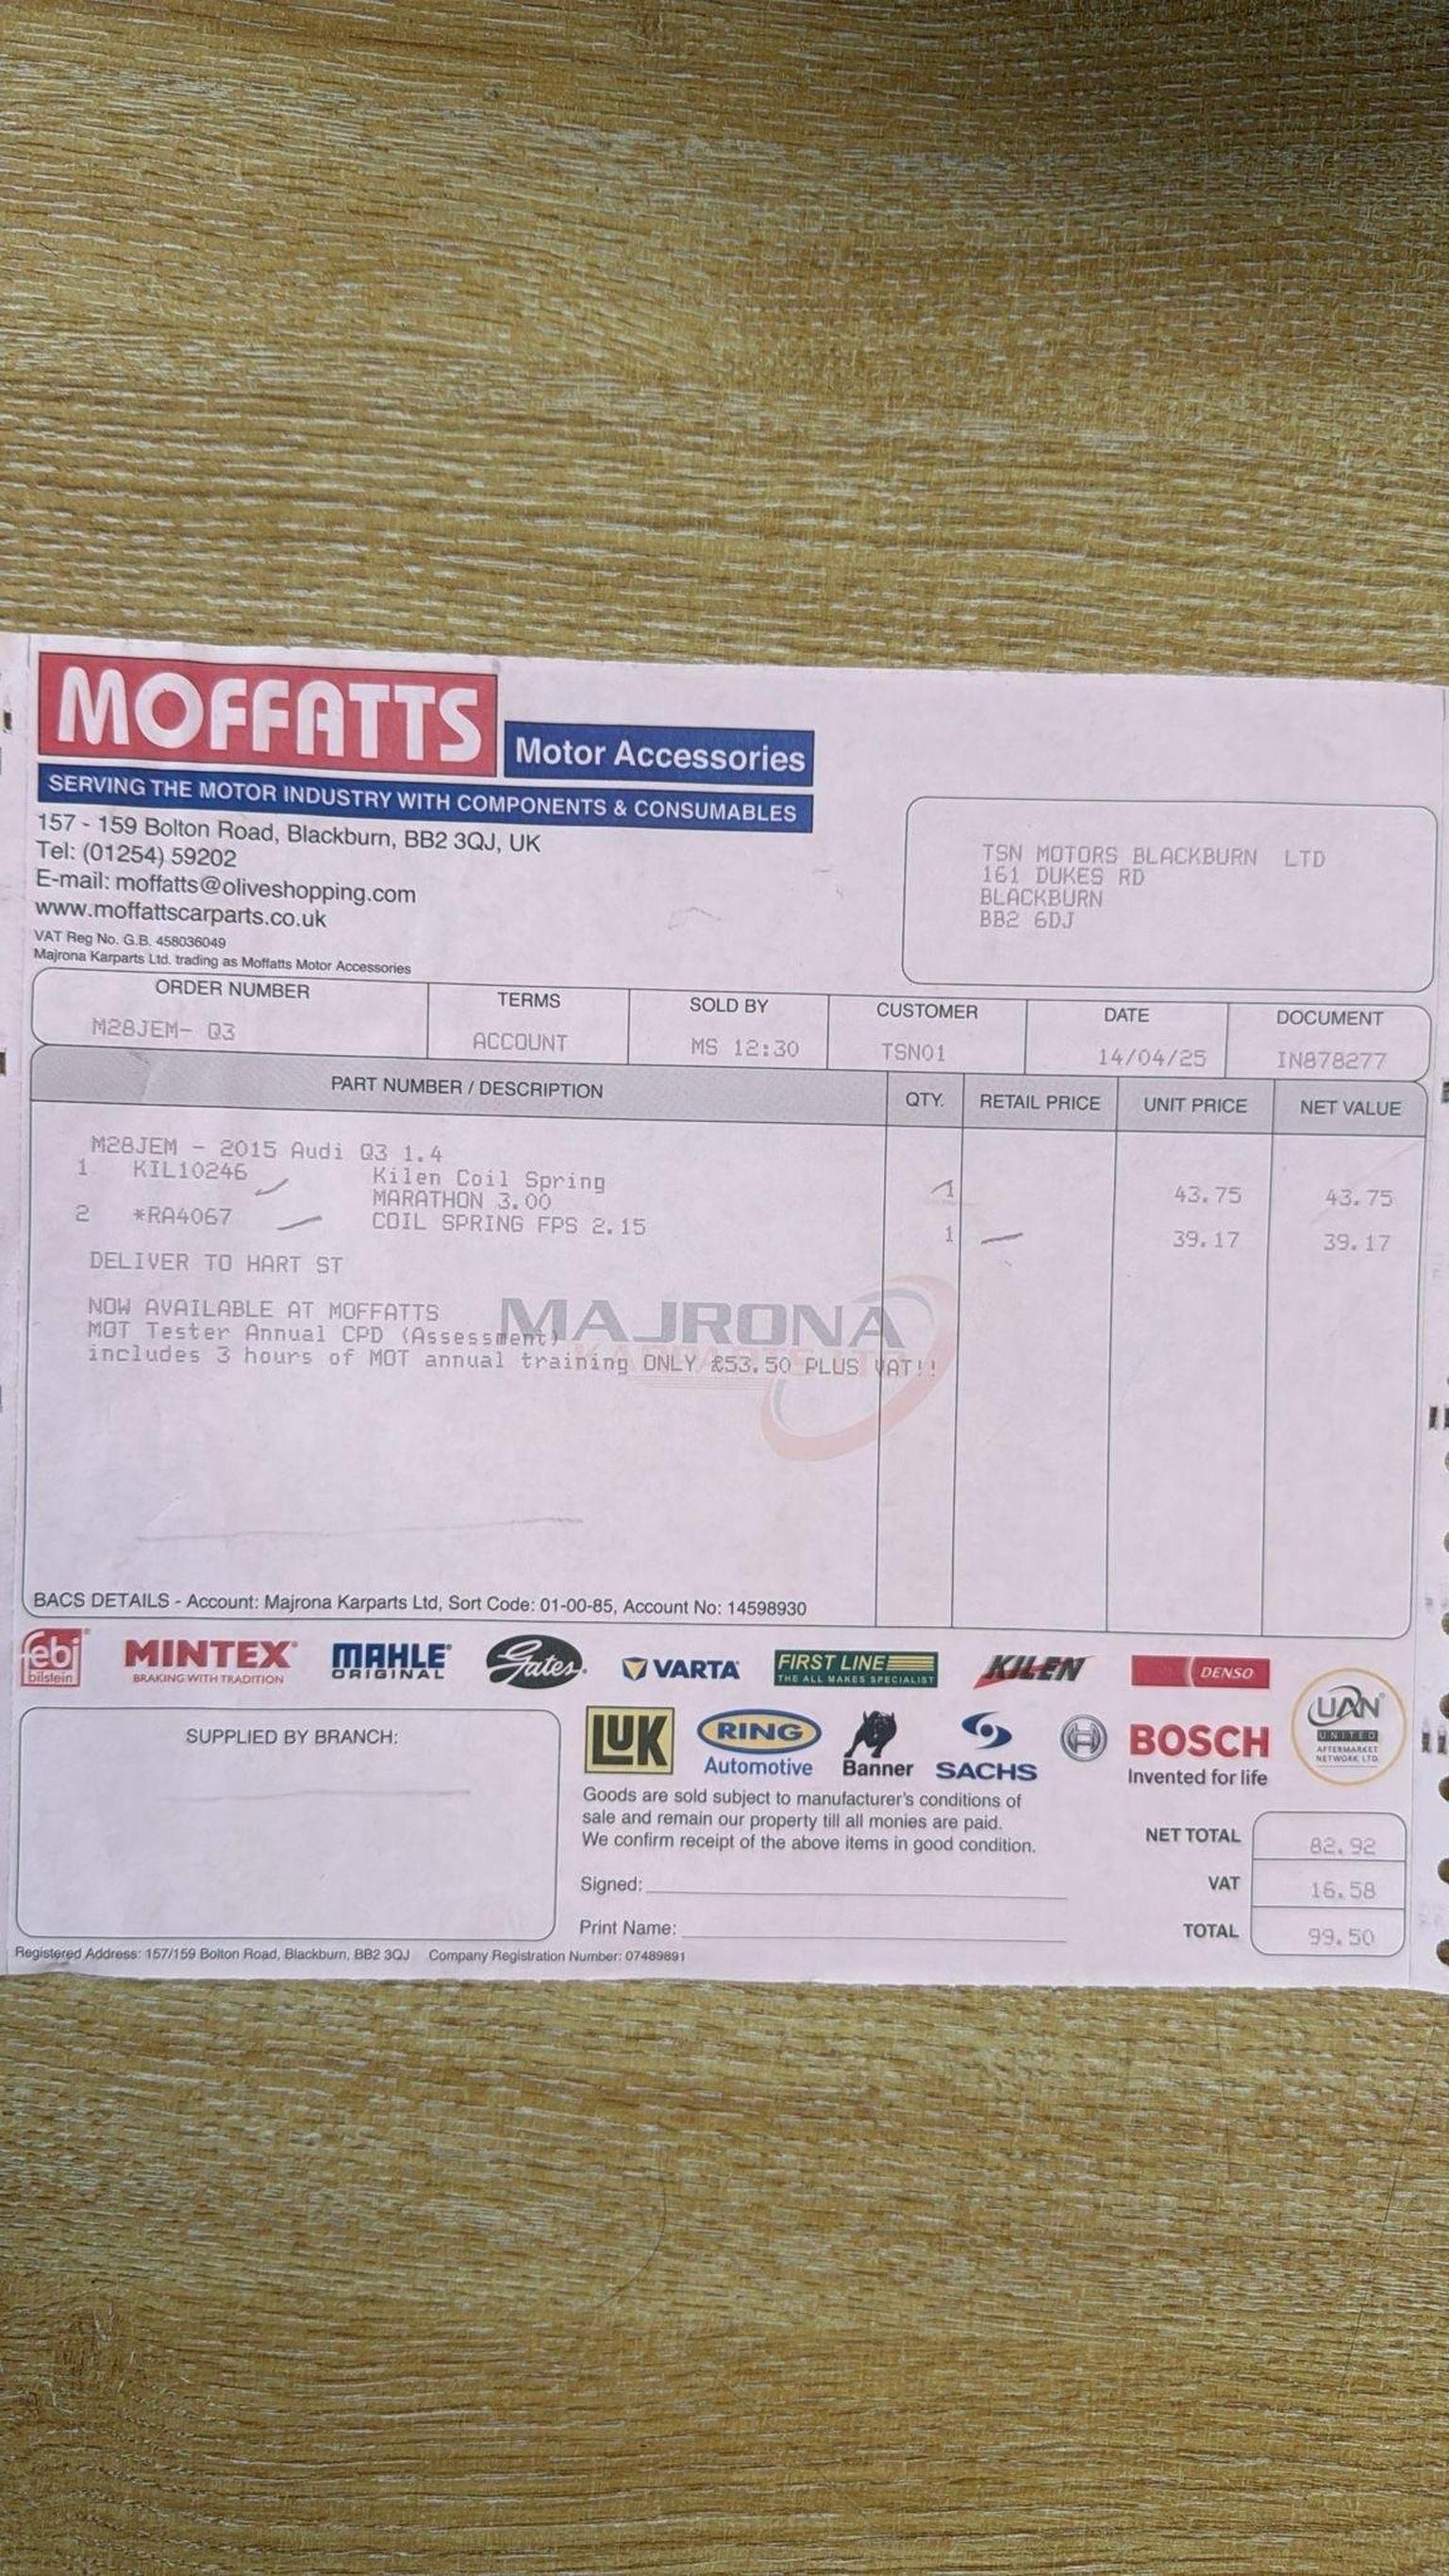 MOFFATTS
Motor Accessories
SERVING THE MOTOR INDUSTRY WITH COMPONENTS & CONSUMABLES
157 - 159 Bolton Road, Blackburn, BB2 3QJ, UK
Tel: (01254) 59202
E-mail: moffatts@oliveshopping.com
www.moffattscarparts.co.uk
VAT Reg No. G.B. 458036049
Majrona Karparts Ltd. trading as Moffatts Motor Accessories
TSN MOTORS BLACKBURN LTD
161 DUKES RD
BLACKBURN
BB2 6DJ
ORDER NUMBER TERMS SOLD BY CUSTOMER DATE DOCUMENT
M28JEM- Q3 ACCOUNT MS 12:30 TSN01 14/04/25 IN878277
PART NUMBER / DESCRIPTION QTY. RETAIL PRICE UNIT PRICE NET VALUE
M28JEM - 2015 Audi Q3 1.4
1 KIL10246 Kilen Coil Spring 1 43.75 43.75
MARATHON 3.00
2 *RA4067 COIL SPRING FPS 2.15 1 39.17 39.17
DELIVER TO HART ST
NOW AVAILABLE AT MOFFATTS
MAJRONA
MOT Tester Annual CPD (Assessment)
KARPARTS LTD
includes 3 hours of MOT annual training ONLY £53.50 PLUS VAT!!
BACS DETAILS - Account: Majrona Karparts Ltd, Sort Code: 01-00-85, Account No: 14598930
febi bilstein
MINTEX BRAKING WITH TRADITION
MAHLE ORIGINAL
Gates
VARTA
FIRST LINE THE ALL MAKES SPECIALIST
KILEN
DENSO
UAN UNITED AFTERMARKET NETWORK LTD
LUK
RING Automotive
Banner
SACHS
BOSCH
Invented for life
SUPPLIED BY BRANCH:
Goods are sold subject to manufacturer's conditions of
sale and remain our property till all monies are paid.
We confirm receipt of the above items in good condition.
Signed:
Print Name:
NET TOTAL 82.92
VAT 16.58
TOTAL 99.50
Registered Address: 157/159 Bolton Road, Blackburn, BB2 3QJ Company Registration Number: 07489891